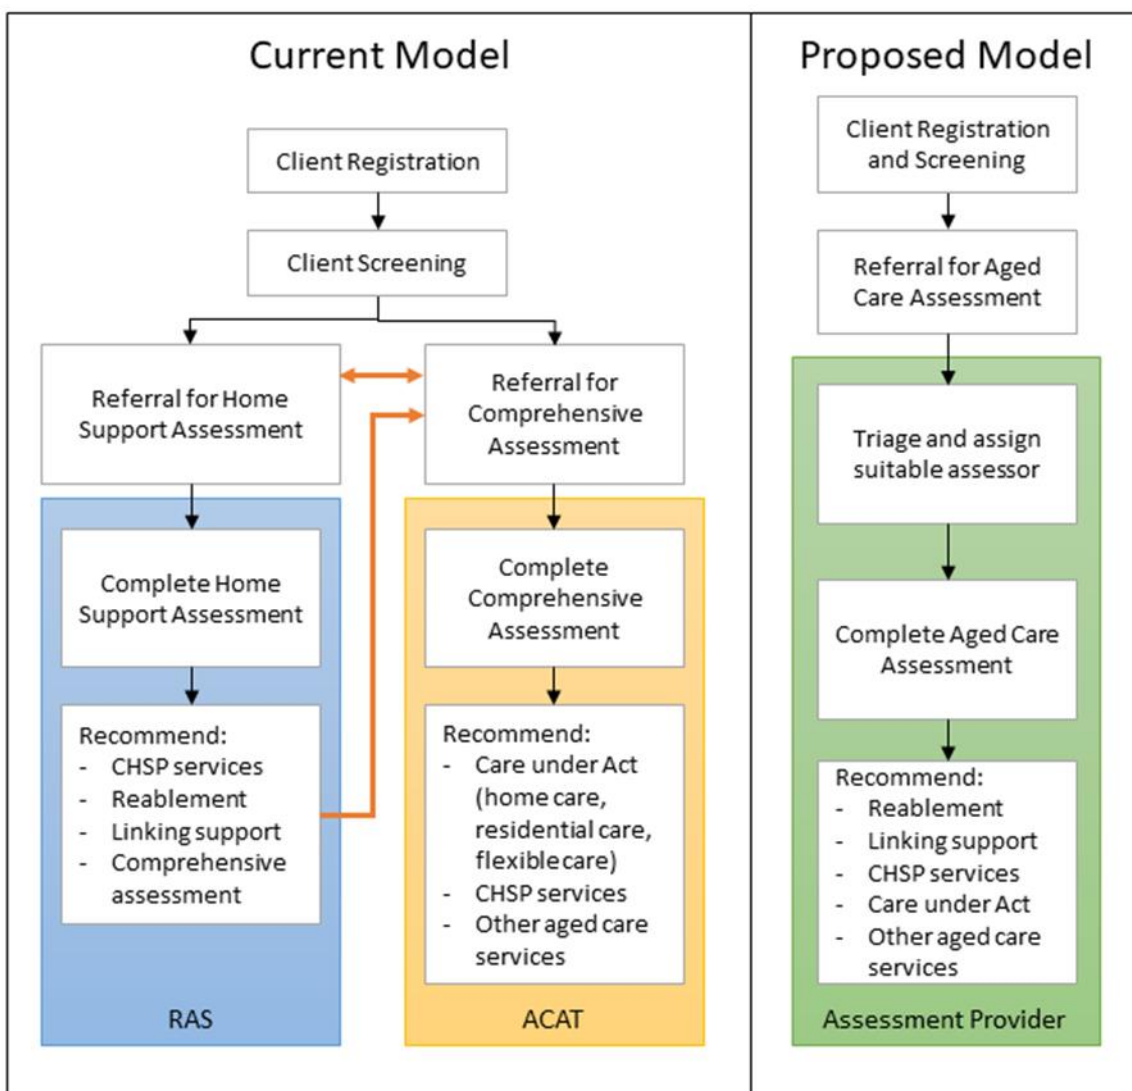 Current Model
Client Registration
Client Screening
Referral for Home
Support Assessment
Referral for
Comprehensive
Assessment
Complete Home
Support Assessment
Complete
Comprehensive
Assessment
Recommend:
- CHSP services
- Reablement
- Linking support
- Comprehensive
assessment
Recommend:
- Care under Act
(home care,
residential care,
flexible care)
- CHSP services
- Other aged care
services
RAS
ACAT
Proposed Model
Client Registration
and Screening
Referral for Aged
Care Assessment
Triage and assign
suitable assessor
Complete Aged Care
Assessment
Recommend:
- Reablement
- Linking support
- CHSP services
- Care under Act
- Other aged care
services
Assessment Provider